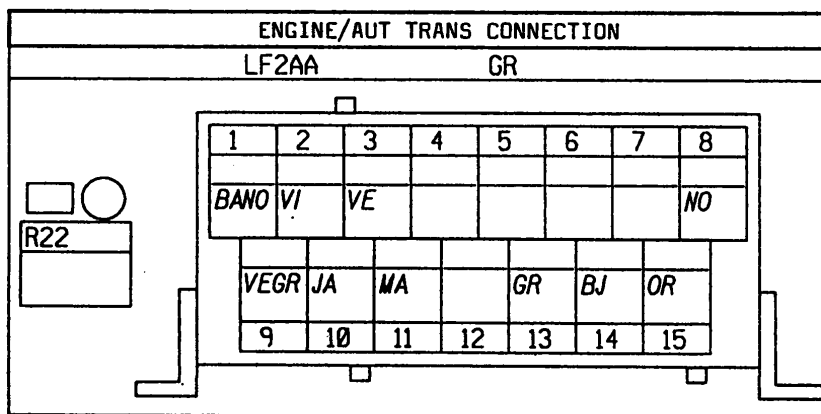 ENGINE/AUT TRANS CONNECTION
LF2AA GR
1 2 3 4 5 6 7 8
BANO VI VE NO
R22
VEGR JA MA GR BJ OR
9 10 11 12 13 14 15